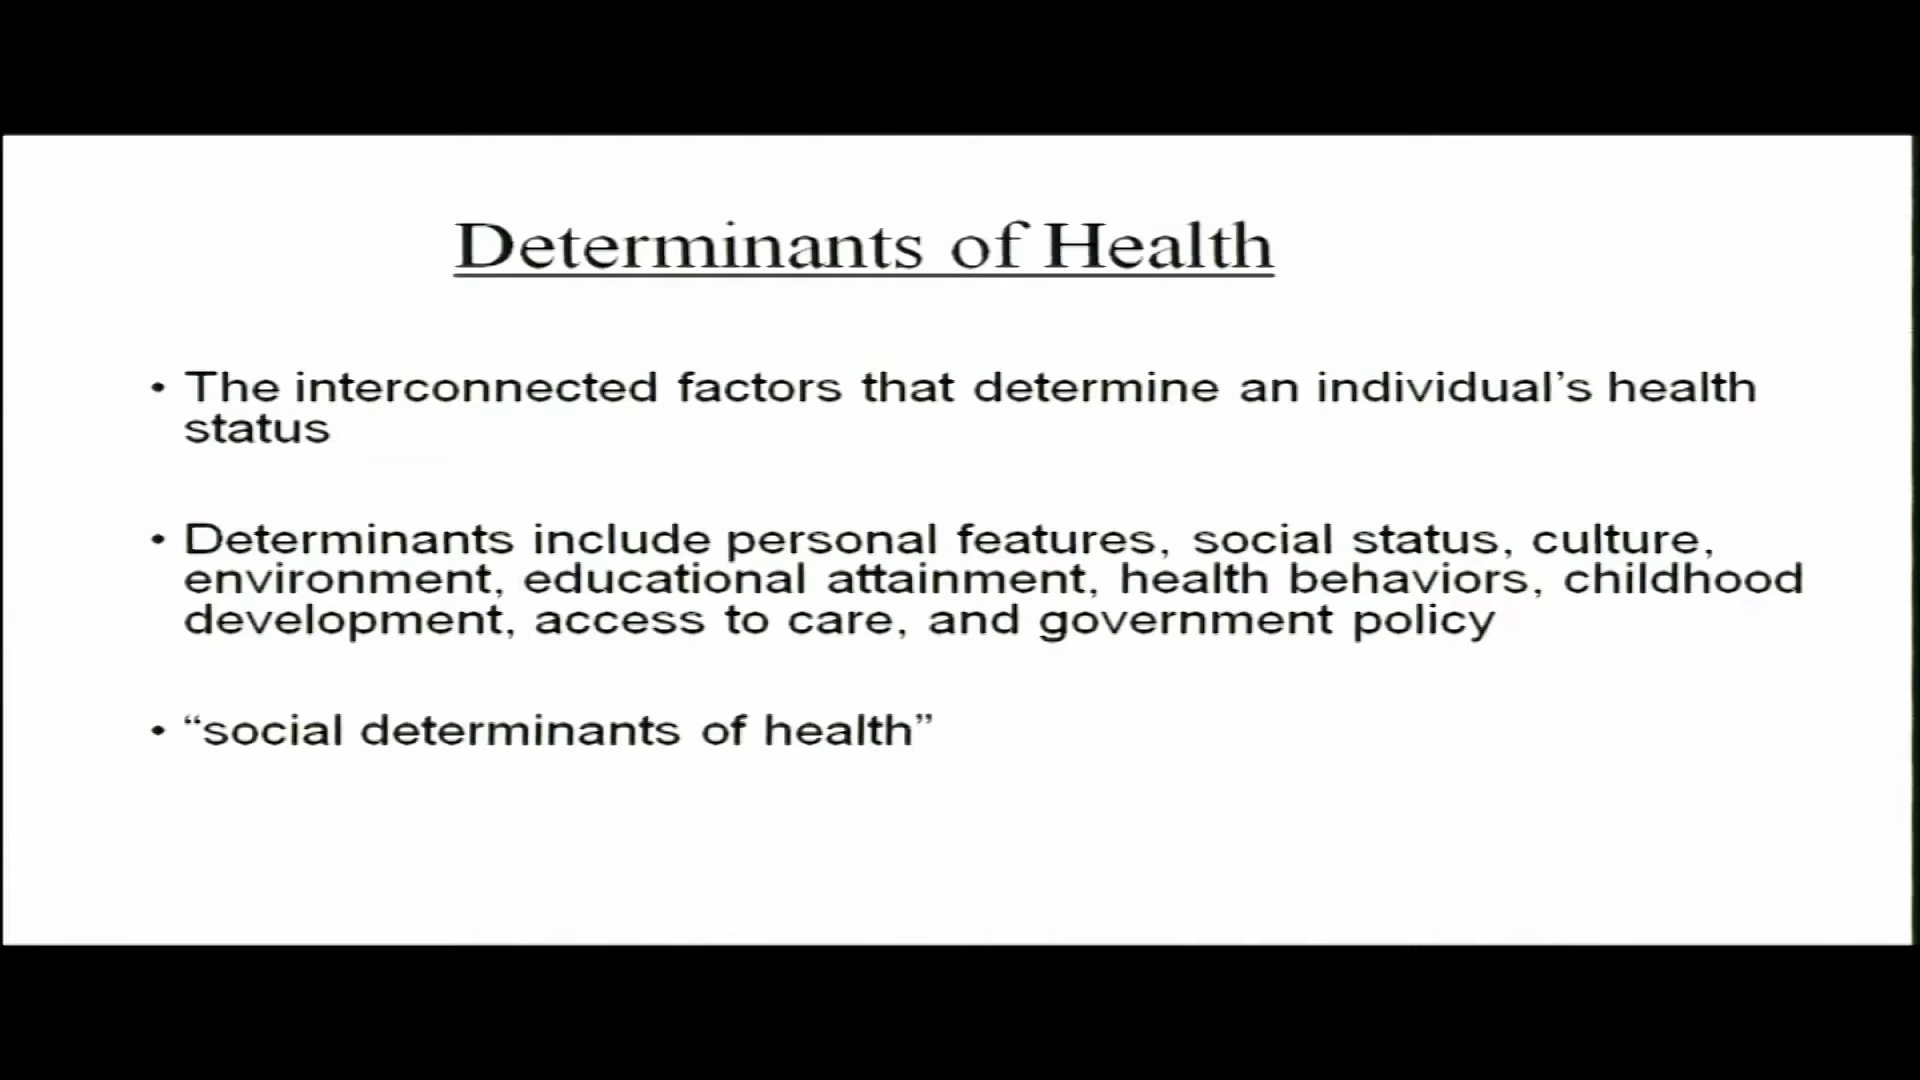 Determinants of Health
• The interconnected factors that determine an individual’s health
status
• Determinants include personal features, social status, culture,
environment, educational attainment, health behaviors, childhood
development, access to care, and government policy
• “social determinants of health”